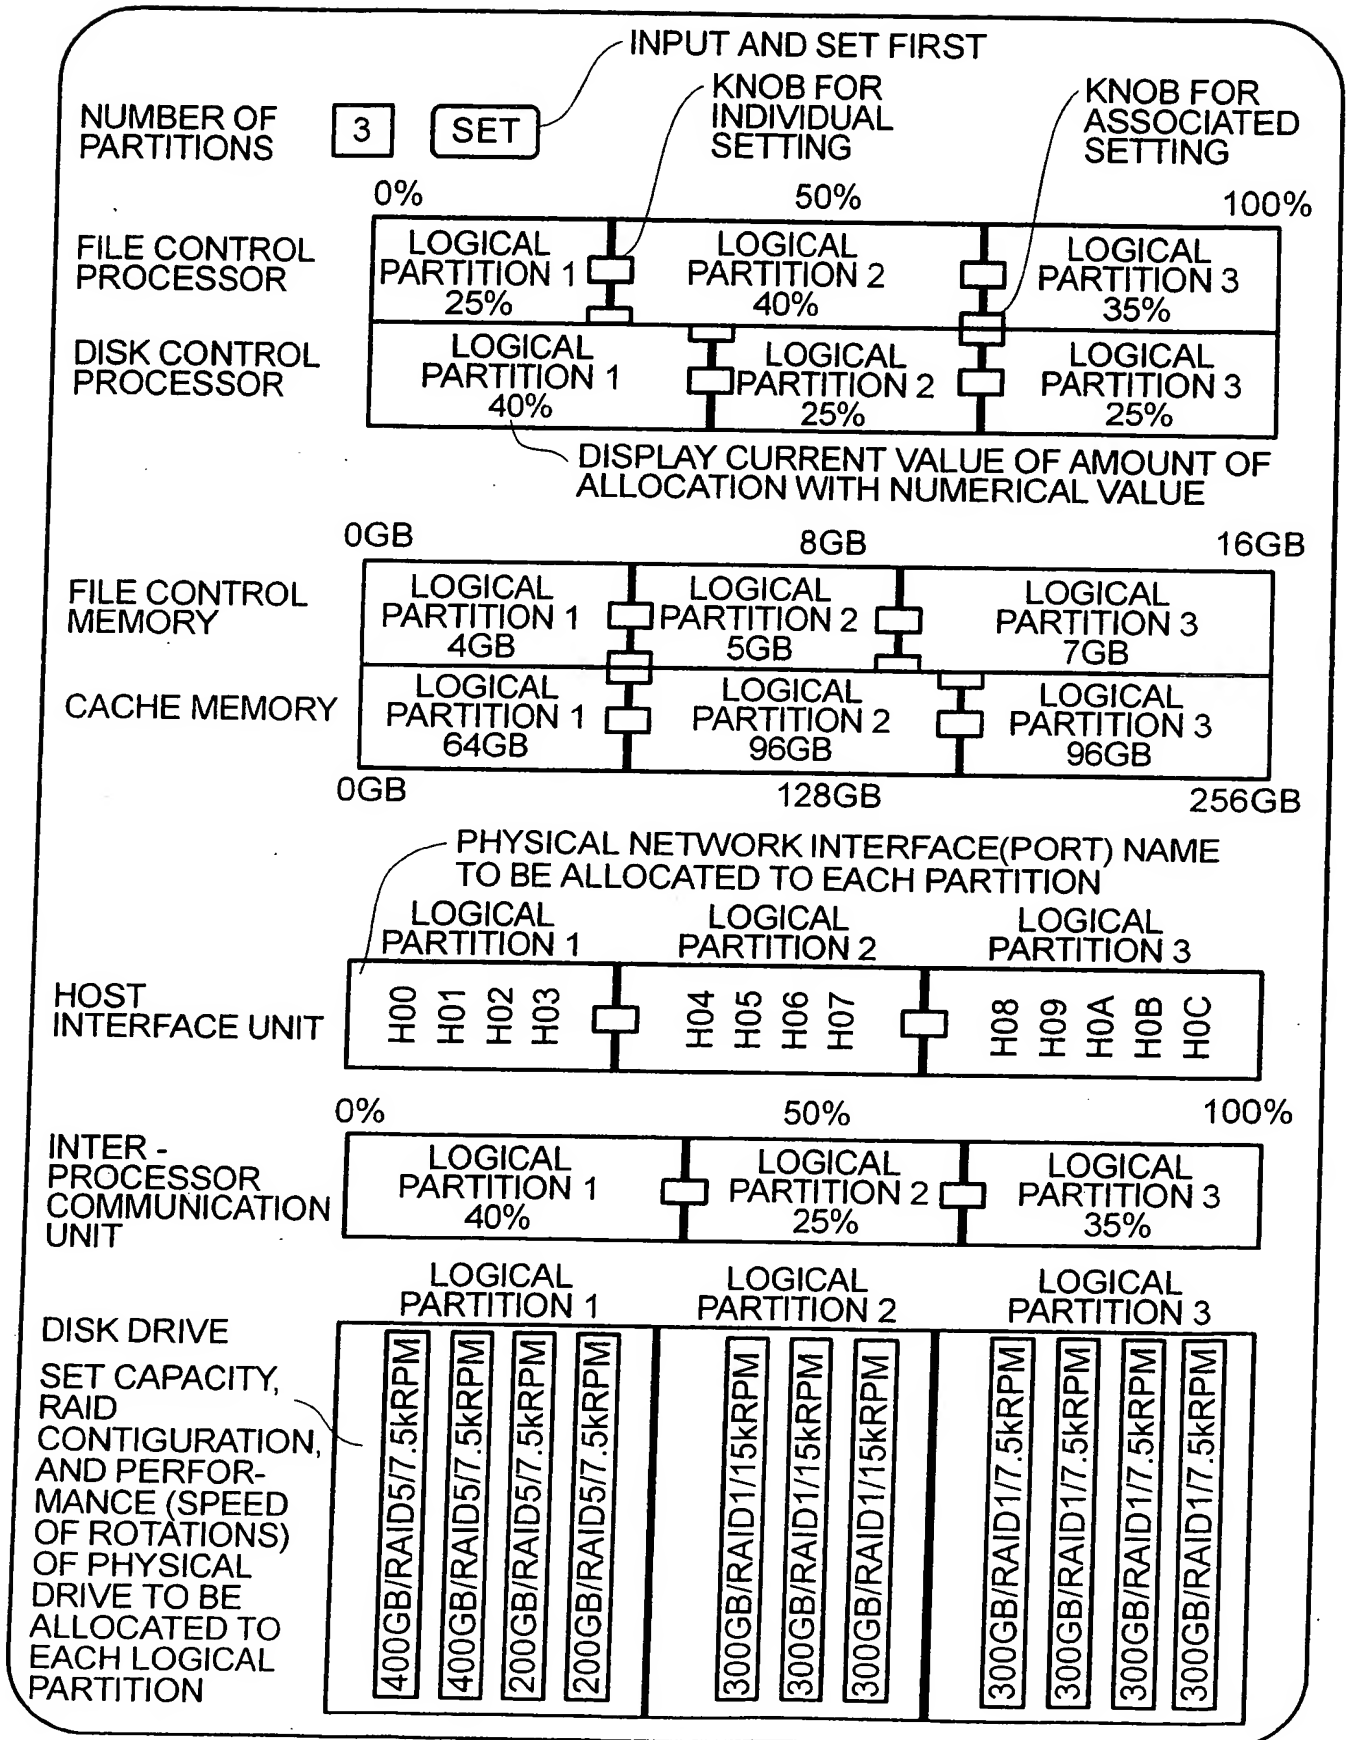 INPUT AND SET FIRST
KNOB FOR
INDIVIDUAL
SETTING
KNOB FOR
ASSOCIATED
SETTING
NUMBER OF
PARTITIONS
3
SET
0%
50%
100%
FILE CONTROL
PROCESSOR
LOGICAL
PARTITION 1
25%
LOGICAL
PARTITION 2
40%
LOGICAL
PARTITION 3
35%
DISK CONTROL
PROCESSOR
LOGICAL
PARTITION 1
40%
LOGICAL
PARTITION 2
25%
LOGICAL
PARTITION 3
25%
DISPLAY CURRENT VALUE OF AMOUNT OF
ALLOCATION WITH NUMERICAL VALUE
0GB
8GB
16GB
FILE CONTROL
MEMORY
LOGICAL
PARTITION 1
4GB
LOGICAL
PARTITION 2
5GB
LOGICAL
PARTITION 3
7GB
CACHE MEMORY
LOGICAL
PARTITION 1
64GB
LOGICAL
PARTITION 2
96GB
LOGICAL
PARTITION 3
96GB
0GB
128GB
256GB
PHYSICAL NETWORK INTERFACE(PORT) NAME
TO BE ALLOCATED TO EACH PARTITION
LOGICAL
PARTITION 1
LOGICAL
PARTITION 2
LOGICAL
PARTITION 3
HOST
INTERFACE UNIT
H00
H01
H02
H03
H04
H05
H06
H07
H08
H09
H0A
H0B
H0C
0%
50%
100%
INTER -
PROCESSOR
COMMUNICATION
UNIT
LOGICAL
PARTITION 1
40%
LOGICAL
PARTITION 2
25%
LOGICAL
PARTITION 3
35%
LOGICAL
PARTITION 1
LOGICAL
PARTITION 2
LOGICAL
PARTITION 3
DISK DRIVE
SET CAPACITY,
RAID
CONTIGURATION,
AND PERFOR-
MANCE (SPEED
OF ROTATIONS)
OF PHYSICAL
DRIVE TO BE
ALLOCATED TO
EACH LOGICAL
PARTITION
400GB/RAID5/7.5kRPM
400GB/RAID5/7.5kRPM
200GB/RAID5/7.5kRPM
200GB/RAID5/7.5kRPM
300GB/RAID1/15kRPM
300GB/RAID1/15kRPM
300GB/RAID1/15kRPM
300GB/RAID1/7.5kRPM
300GB/RAID1/7.5kRPM
300GB/RAID1/7.5kRPM
300GB/RAID1/7.5kRPM